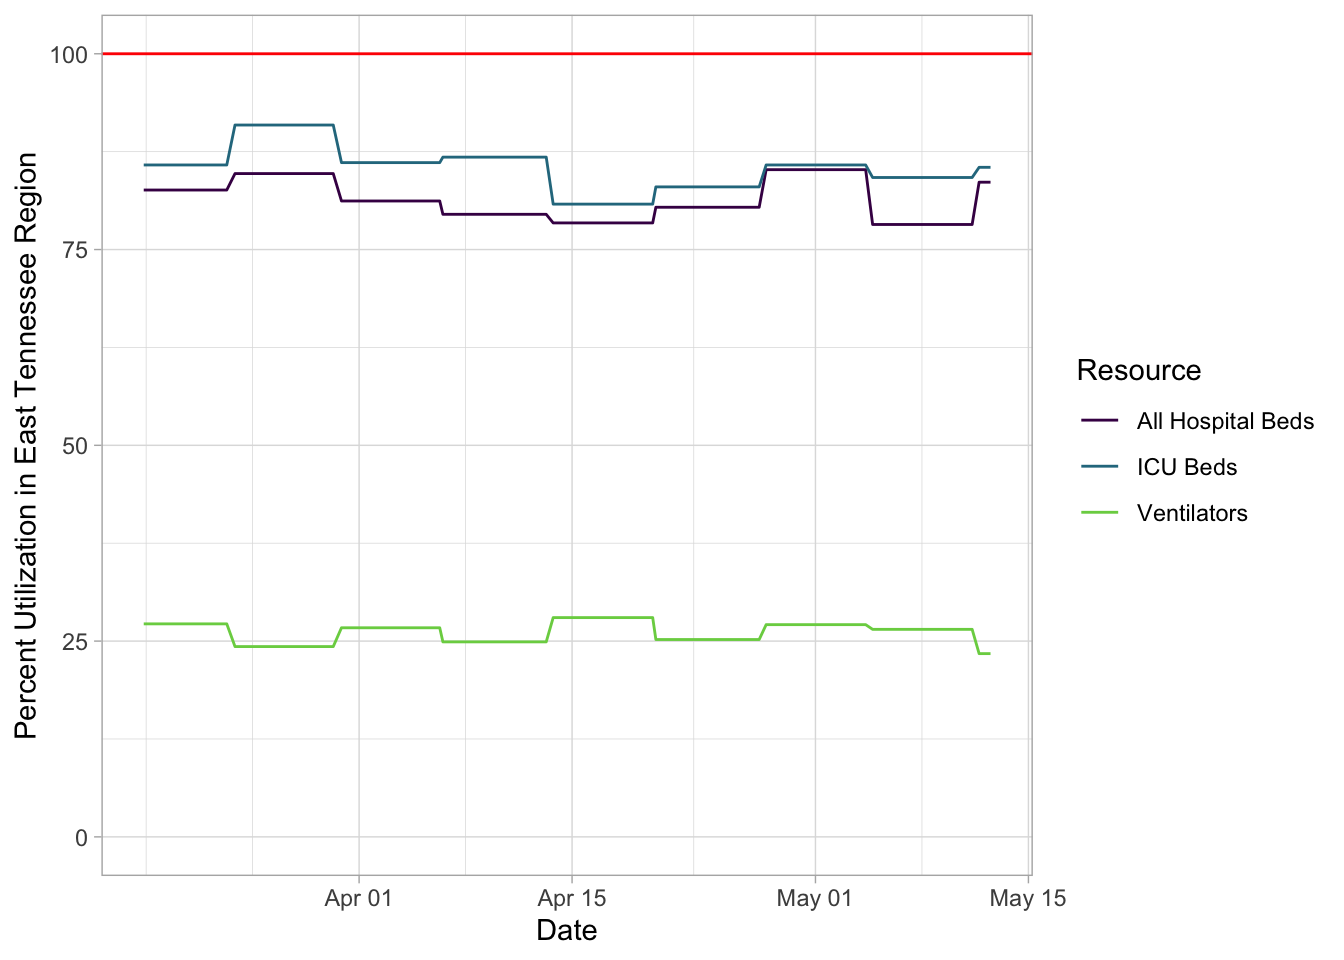 Percent Utilization in East Tennessee Region
100
75
50
25
0
Apr 01
Apr 15
May 01
May 15
Date
Resource
All Hospital Beds
ICU Beds
Ventilators